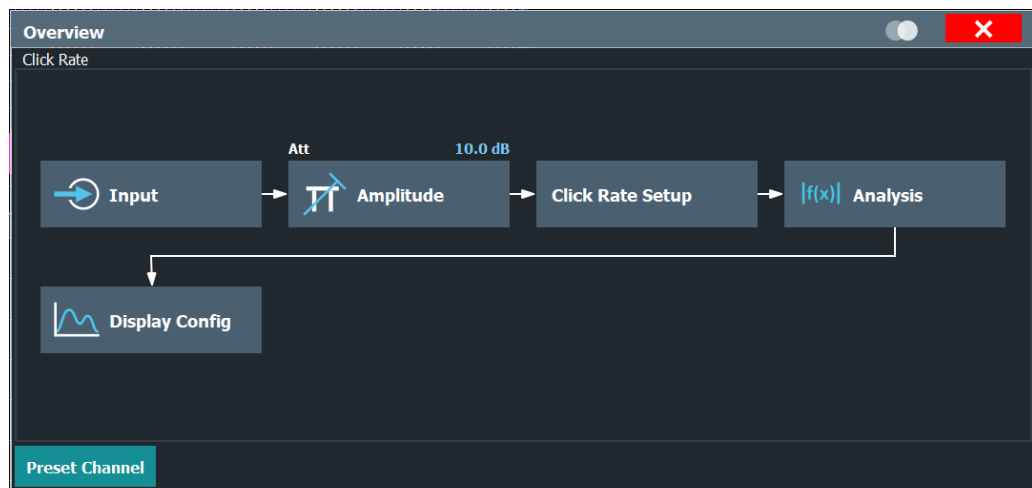 Overview
Click Rate
Att 10.0 dB
Input
Amplitude
Click Rate Setup
|f(x)| Analysis
Display Config
Preset Channel